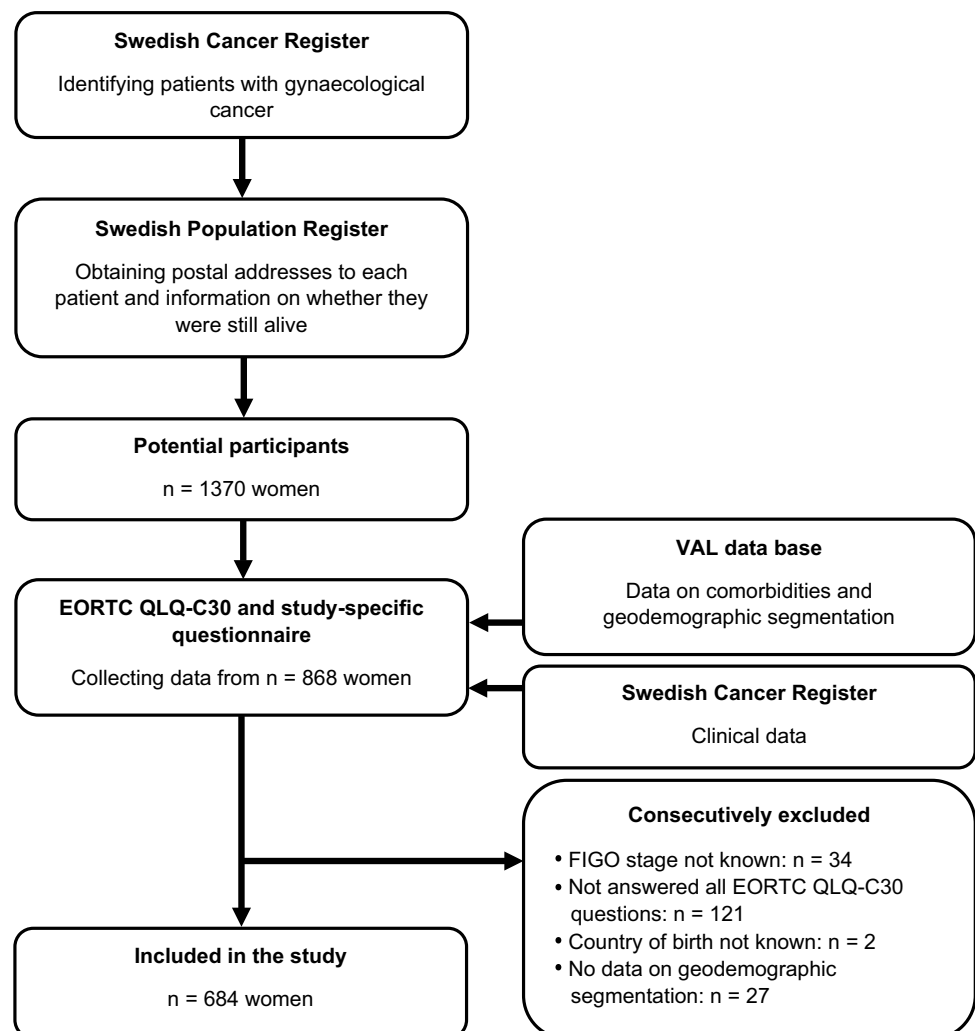 Swedish Cancer Register
Identifying patients with gynaecological
cancer
Swedish Population Register
Obtaining postal addresses to each
patient and information on whether they
were still alive
Potential participants
n = 1370 women
EORTC QLQ-C30 and study-specific
questionnaire
Collecting data from n = 868 women
VAL data base
Data on comorbidities and
geodemographic segmentation
Swedish Cancer Register
Clinical data
Consecutively excluded
• FIGO stage not known: n = 34
• Not answered all EORTC QLQ-C30
questions: n = 121
• Country of birth not known: n = 2
• No data on geodemographic
segmentation: n = 27
Included in the study
n = 684 women